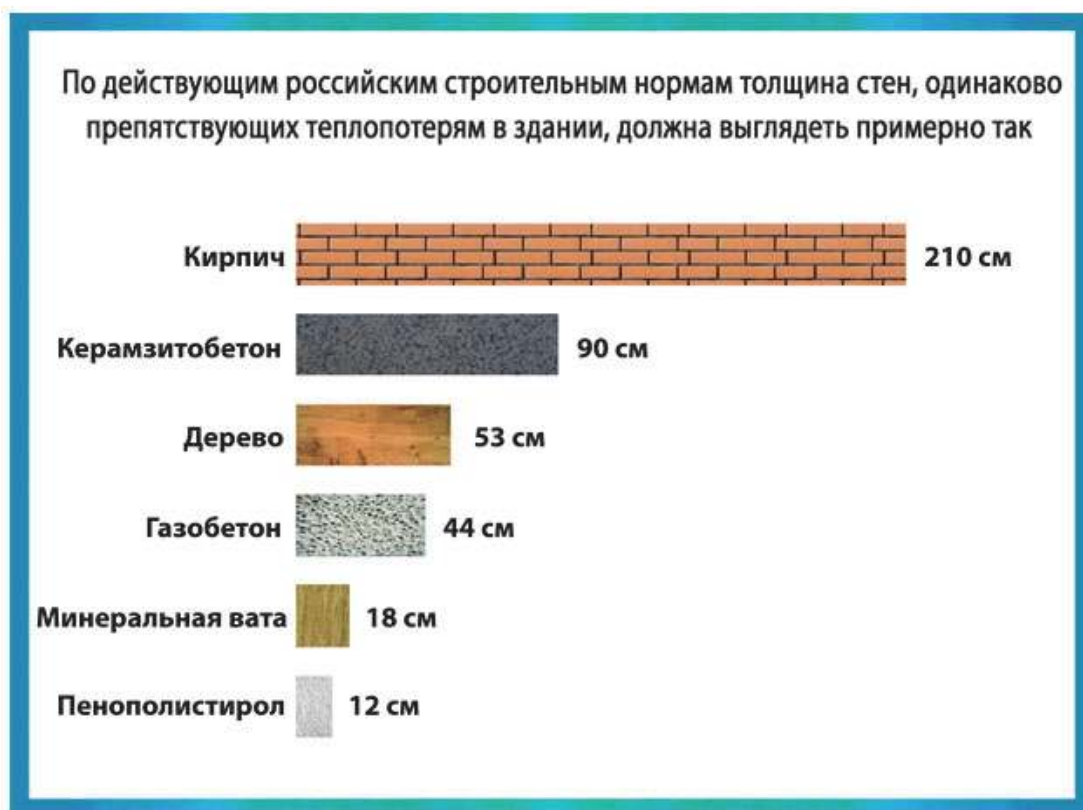 По действующим российским строительным нормам толщина стен, одинаково
препятствующих теплопотерям в здании, должна выглядеть примерно так
Кирпич 210 см
Керамзитобетон 90 см
Дерево 53 см
Газобетон 44 см
Минеральная вата 18 см
Пенополистирол 12 см